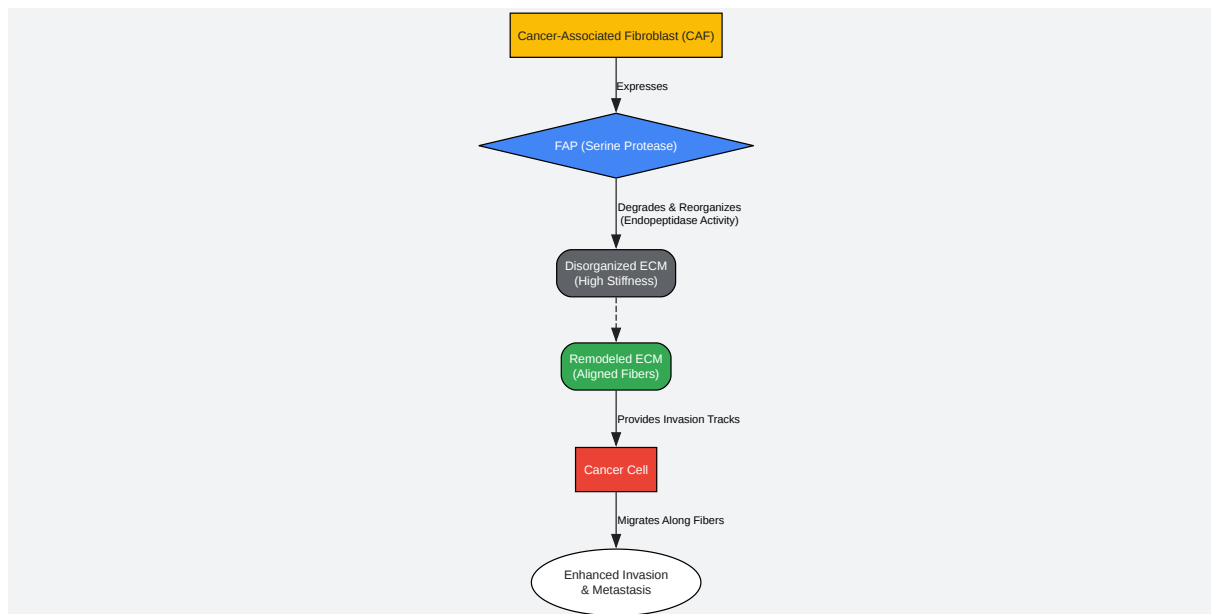 Cancer-Associated Fibroblast (CAF)
Expresses
FAP (Serine Protease)
Degrades & Reorganizes
(Endopeptidase Activity)
Disorganized ECM
(High Stiffness)
Remodeled ECM
(Aligned Fibers)
Provides Invasion Tracks
Cancer Cell
Migrates Along Fibers
Enhanced Invasion
& Metastasis